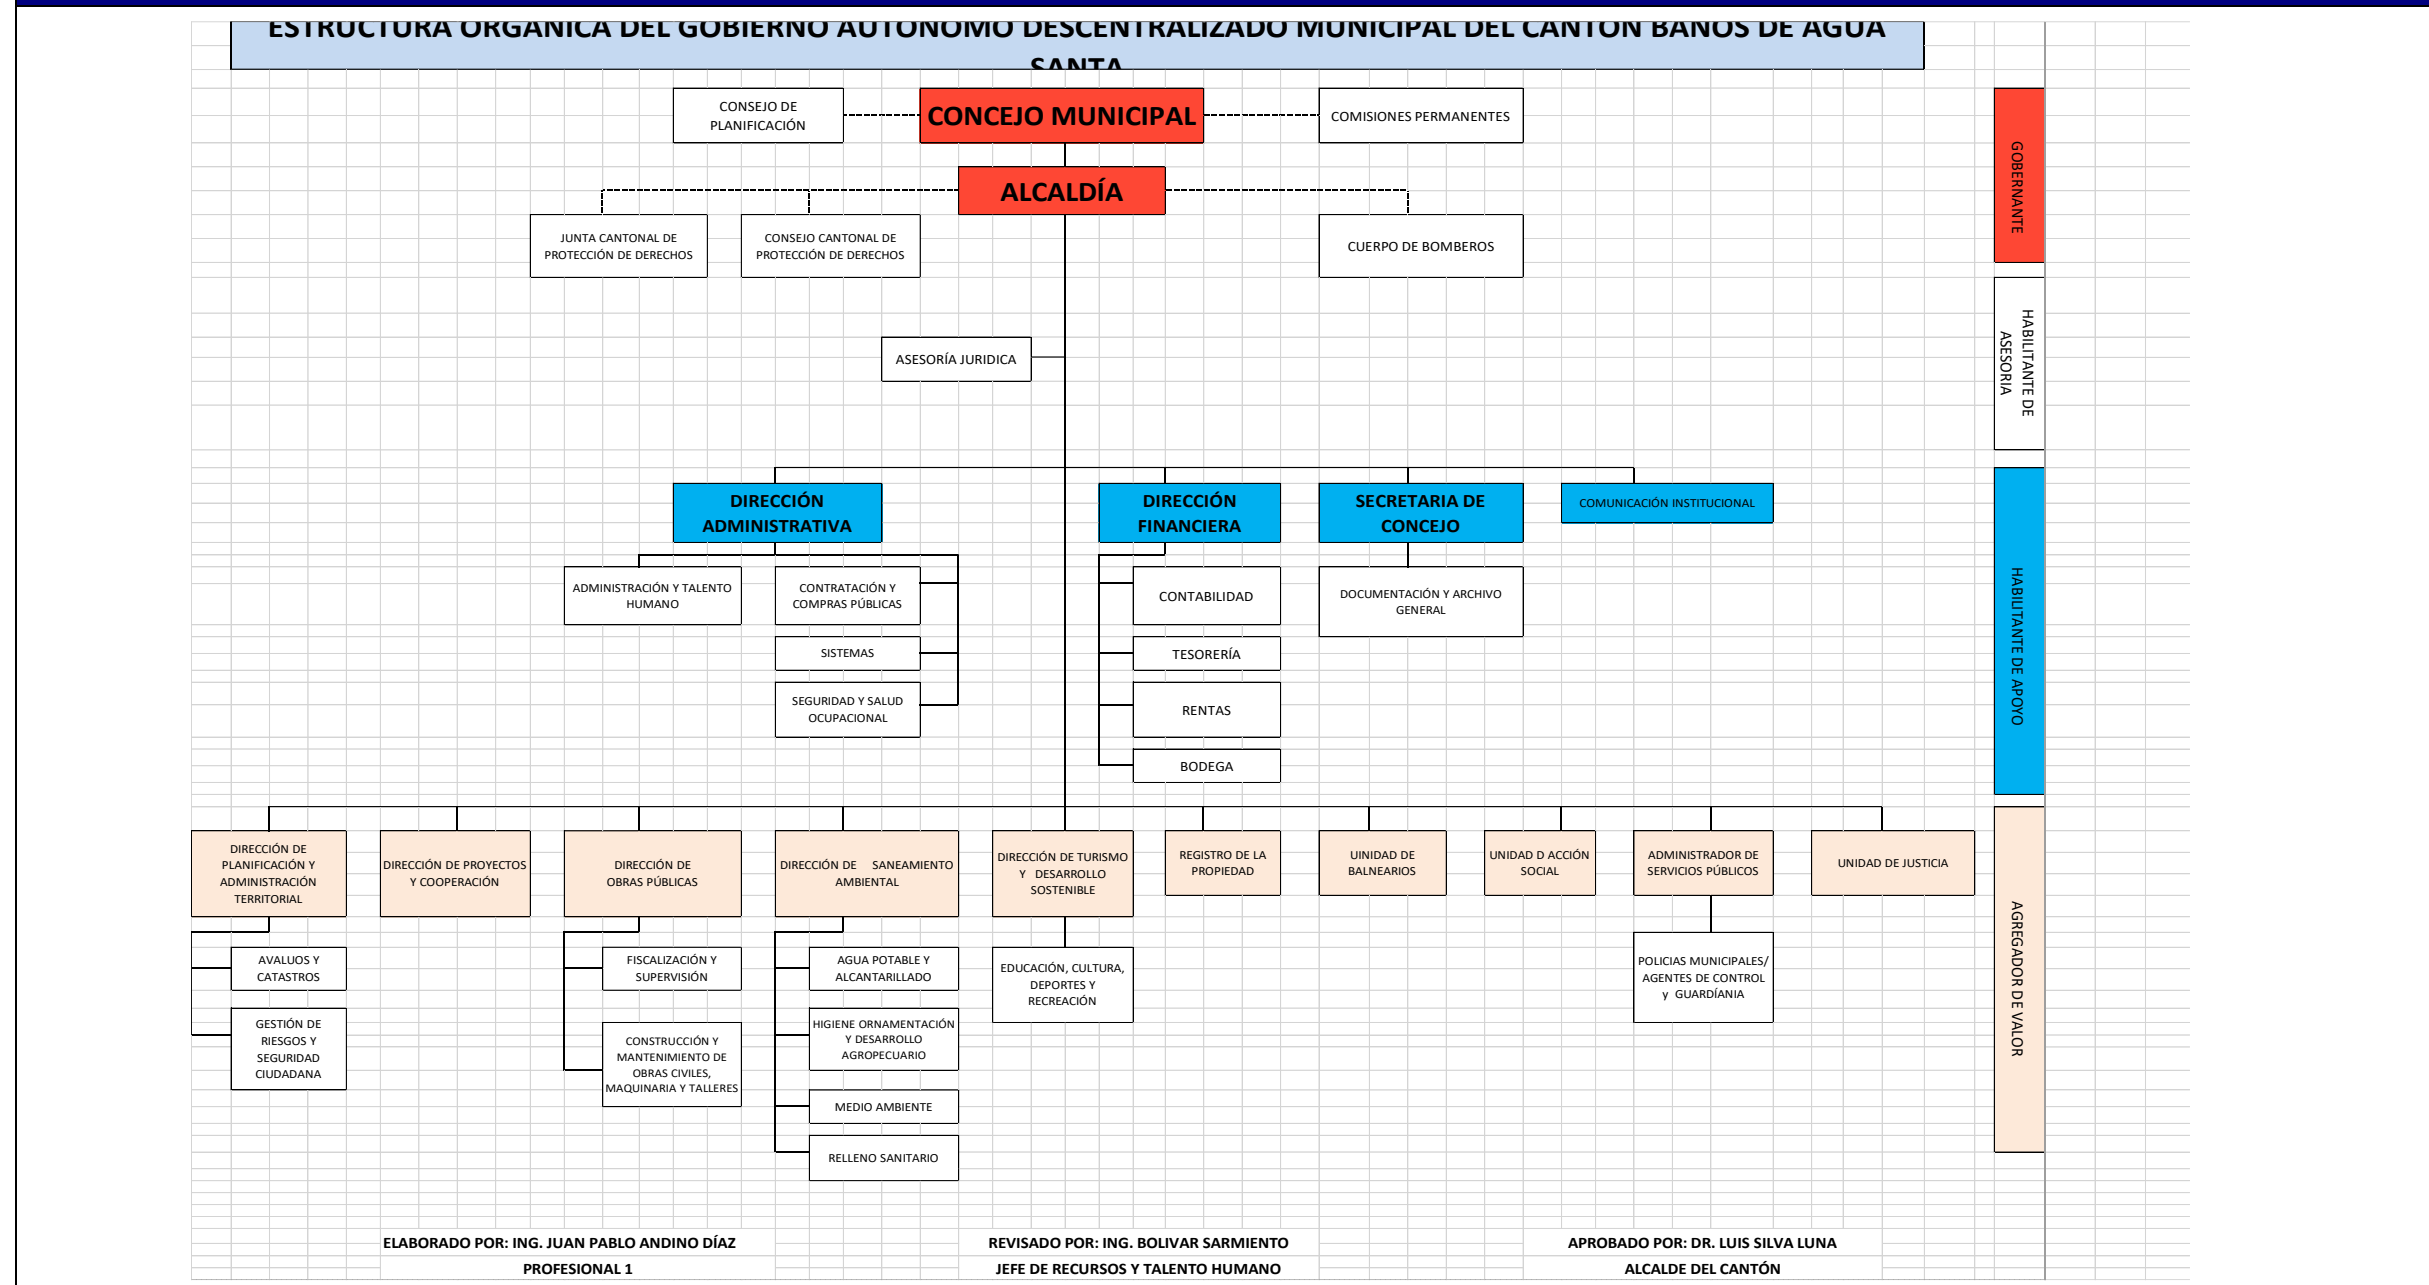 ESTRUCTURA ORGANICA DEL GOBIERNO AUTONOMO DESCENTRALIZADO MUNICIPAL DEL CANTON BAÑOS DE AGUA
SANTA
CONSEJO DE
PLANIFICACIÓN
CONCEJO MUNICIPAL
COMISIONES PERMANENTES
GOBERNANTE
ALCALDÍA
JUNTA CANTONAL DE
PROTECCIÓN DE DERECHOS
CONSEJO CANTONAL DE
PROTECCIÓN DE DERECHOS
CUERPO DE BOMBEROS
HABILITANTE DE
ASESORIA
ASESORÍA JURIDICA
DIRECCIÓN
ADMINISTRATIVA
DIRECCIÓN
FINANCIERA
SECRETARIA DE
CONCEJO
COMUNICACIÓN INSTITUCIONAL
HABILITANTE DE APOYO
ADMINISTRACIÓN Y TALENTO
HUMANO
CONTRATACIÓN Y
COMPRAS PÚBLICAS
SISTEMAS
SEGURIDAD Y SALUD
OCUPACIONAL
CONTABILIDAD
TESORERÍA
RENTAS
BODEGA
DOCUMENTACIÓN Y ARCHIVO
GENERAL
DIRECCIÓN DE
PLANIFICACIÓN Y
ADMINISTRACIÓN
TERRITORIAL
DIRECCIÓN DE PROYECTOS
Y COOPERACIÓN
DIRECCIÓN DE
OBRAS PÚBLICAS
DIRECCIÓN DE SANEAMIENTO
AMBIENTAL
DIRECCIÓN DE TURISMO
Y DESARROLLO
SOSTENIBLE
REGISTRO DE LA
PROPIEDAD
UINIDAD DE
BALNEARIOS
UNIDAD D ACCIÓN
SOCIAL
ADMINISTRADOR DE
SERVICIOS PÚBLICOS
UNIDAD DE JUSTICIA
AGREGADOR DE VALOR
AVALUOS Y
CATASTROS
GESTIÓN DE
RIESGOS Y
SEGURIDAD
CIUDADANA
FISCALIZACIÓN Y
SUPERVISIÓN
CONSTRUCCIÓN Y
MANTENIMIENTO DE
OBRAS CIVILES,
MAQUINARIA Y TALLERES
AGUA POTABLE Y
ALCANTARILLADO
HIGIENE ORNAMENTACIÓN
Y DESARROLLO
AGROPECUARIO
MEDIO AMBIENTE
RELLENO SANITARIO
EDUCACIÓN, CULTURA,
DEPORTES Y
RECREACIÓN
POLICIAS MUNICIPALES/
AGENTES DE CONTROL
y GUARDÍANIA
ELABORADO POR: ING. JUAN PABLO ANDINO DÍAZ
PROFESIONAL 1
REVISADO POR: ING. BOLIVAR SARMIENTO
JEFE DE RECURSOS Y TALENTO HUMANO
APROBADO POR: DR. LUIS SILVA LUNA
ALCALDE DEL CANTÓN